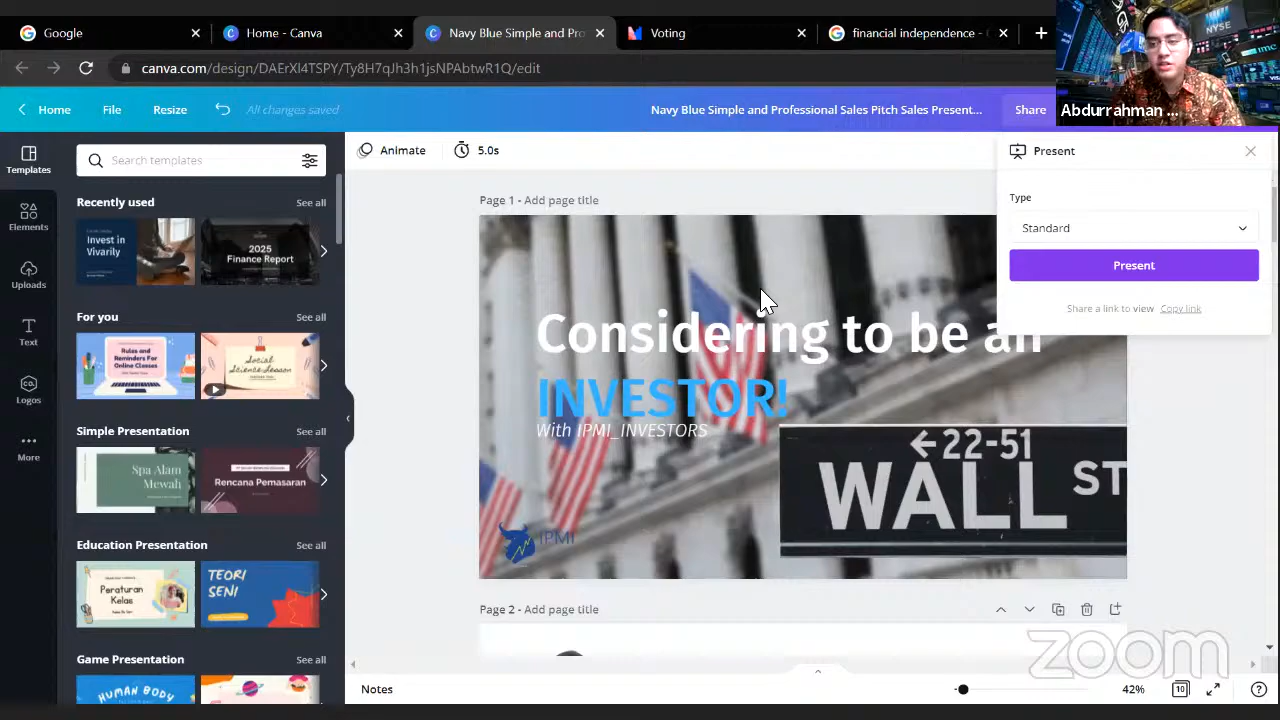 Google
Home - Canva
Navy Blue Simple and Pro
Voting
financial independence -
canva.com/design/DAErXl4TSPY/Ty8H7qJh3h1jsNPABtwR1Q/edit
NYSE
Abdurrahman ...
Home
File
Resize
All changes saved
Navy Blue Simple and Professional Sales Pitch Sales Present...
Share
Templates
Elements
Uploads
Text
Logos
More
Search templates
Recently used
See all
Invest in
Vivarily
2025
Finance Report
For you
See all
Rules and
Reminders For
Online Classes
Social
Science Lesson
Simple Presentation
See all
Spa Alam
Mewah
Rencana Pemasaran
Education Presentation
See all
Peraturan
Kelas
TEORI
SENI
Game Presentation
See all
HUMAN BODY
Animate
5.0s
Page 1 - Add page title
Considering to be an
INVESTOR!
With IPMI_INVESTORS
22-51
WALL ST
IPMI
Page 2 - Add page title
Present
Type
Standard
Present
Share a link to view Copy link
zoom
Notes
42%
10